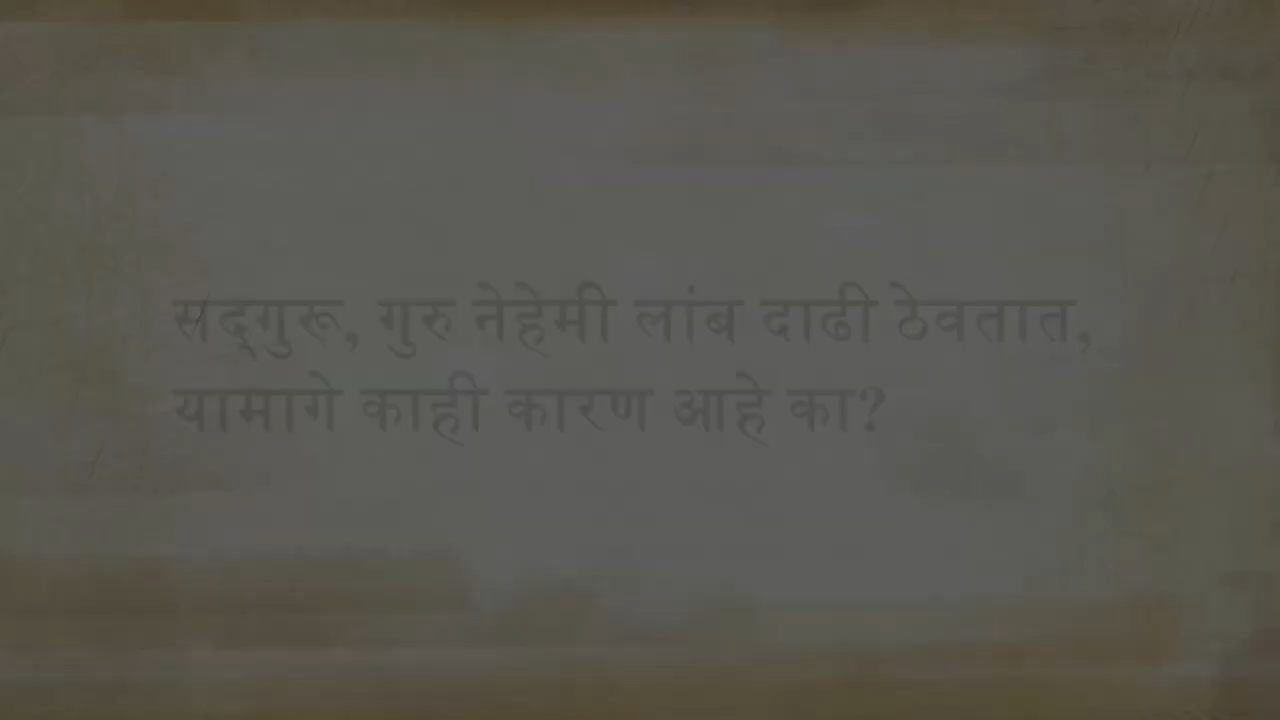 सद्गुरू, गुरु नेहेमी लांब दाढी ठेवतात,
यामागे काही कारण आहे का?